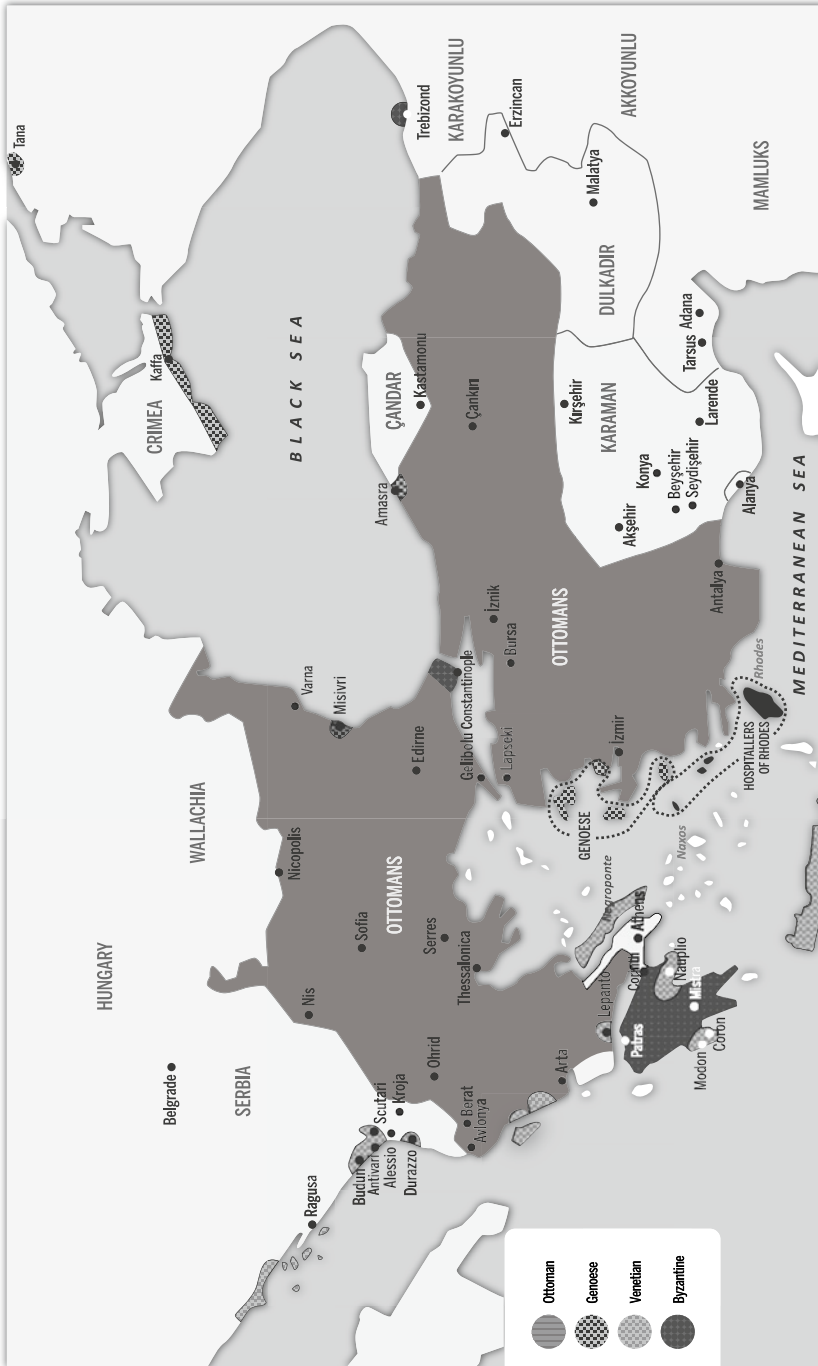 Tana
CRIMEA
Kaffa
BLACK SEA
Trebizond
KARAKOYUNLU
Erzincan
AKKOYUNLU
Malatya
MAMLUKS
DULKADIR
Adana
Tarsus
ÇANDAR
Kastamonu
Çankırı
Kırşehir
KARAMAN
Larende
Amasra
Konya
Beyşehir
Seydişehir
Akşehir
Alanya
MEDITERRANEAN SEA
Antalya
İznik
OTTOMANS
Bursa
Constantinople
Varna
Misivri
Edirne
Gelibolu
Lapseki
İzmir
Rhodes
HOSPITALLERS
OF RHODES
GENOESE
Naxos
WALLACHIA
Nicopolis
OTTOMANS
Sofia
Serres
Thessalonica
Negroponte
Athens
Corinth
Nauplio
HUNGARY
Nis
Lepanto
Patras
Mistra
Modon
Coron
Belgrade
SERBIA
Ohrid
Arta
Scutari
Kroja
Berat
Avlonya
Budun
Antivari
Alessio
Durazzo
Ragusa
Ottoman
Genoese
Venetian
Byzantine